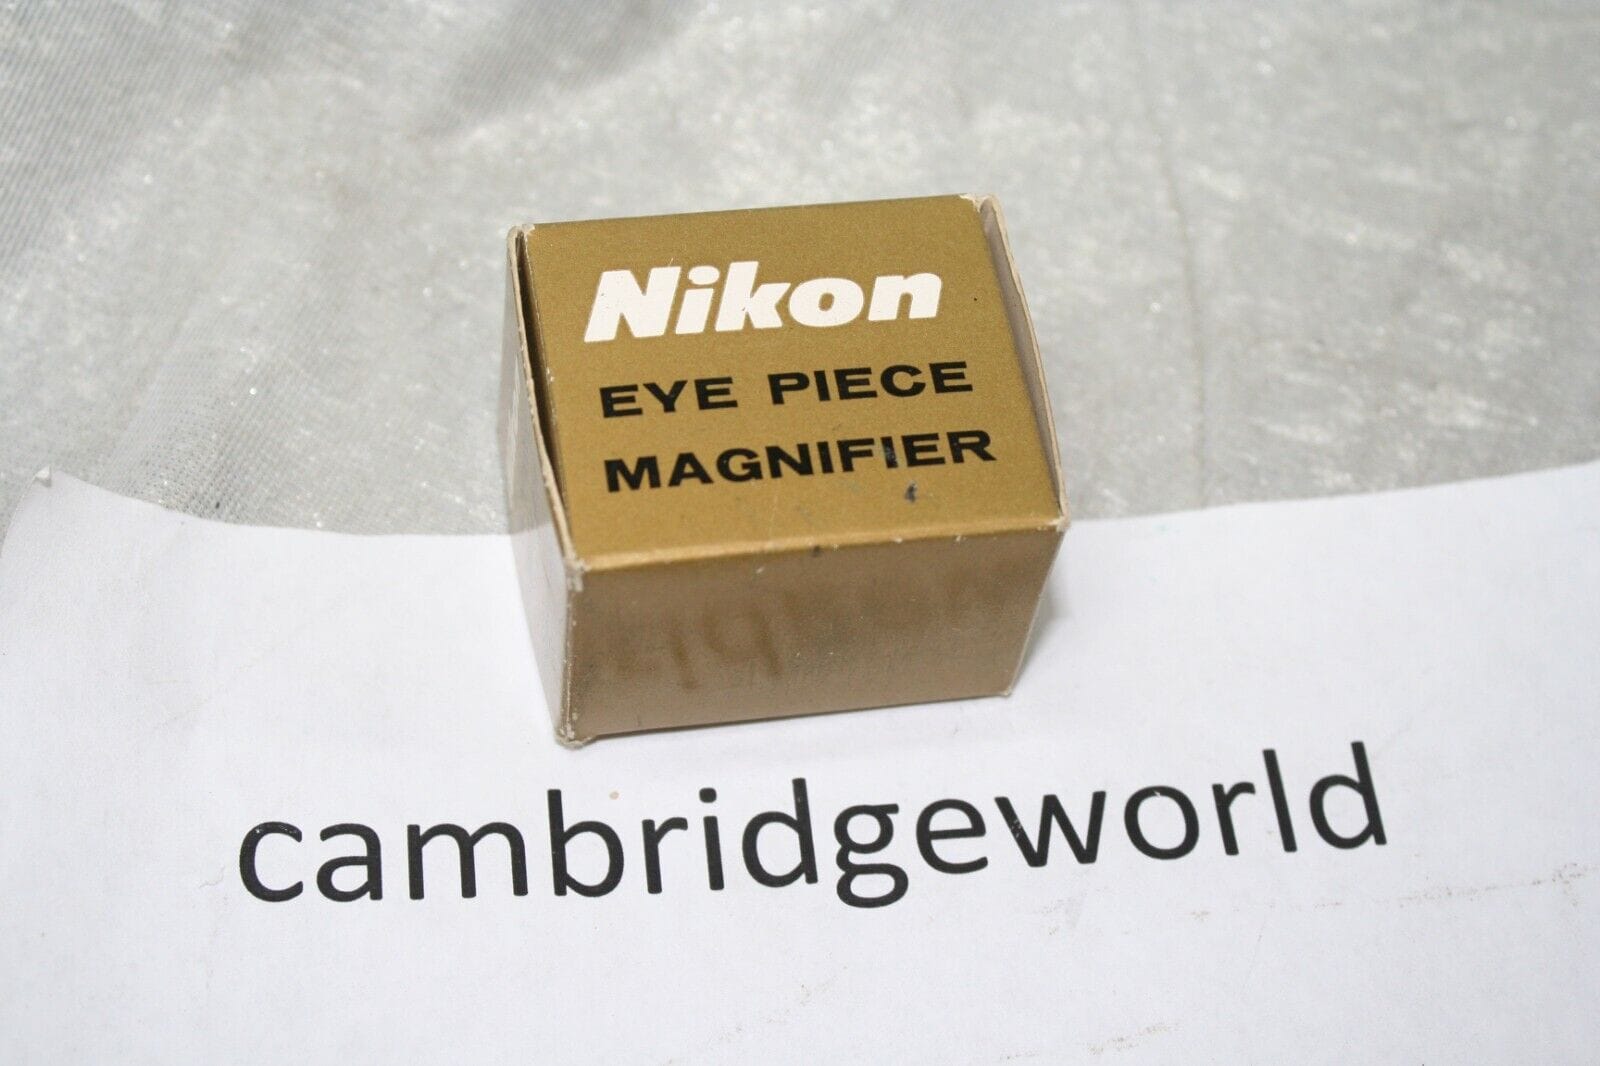 Nikon
EYE PIECE
MAGNIFIER
cambridgeworld